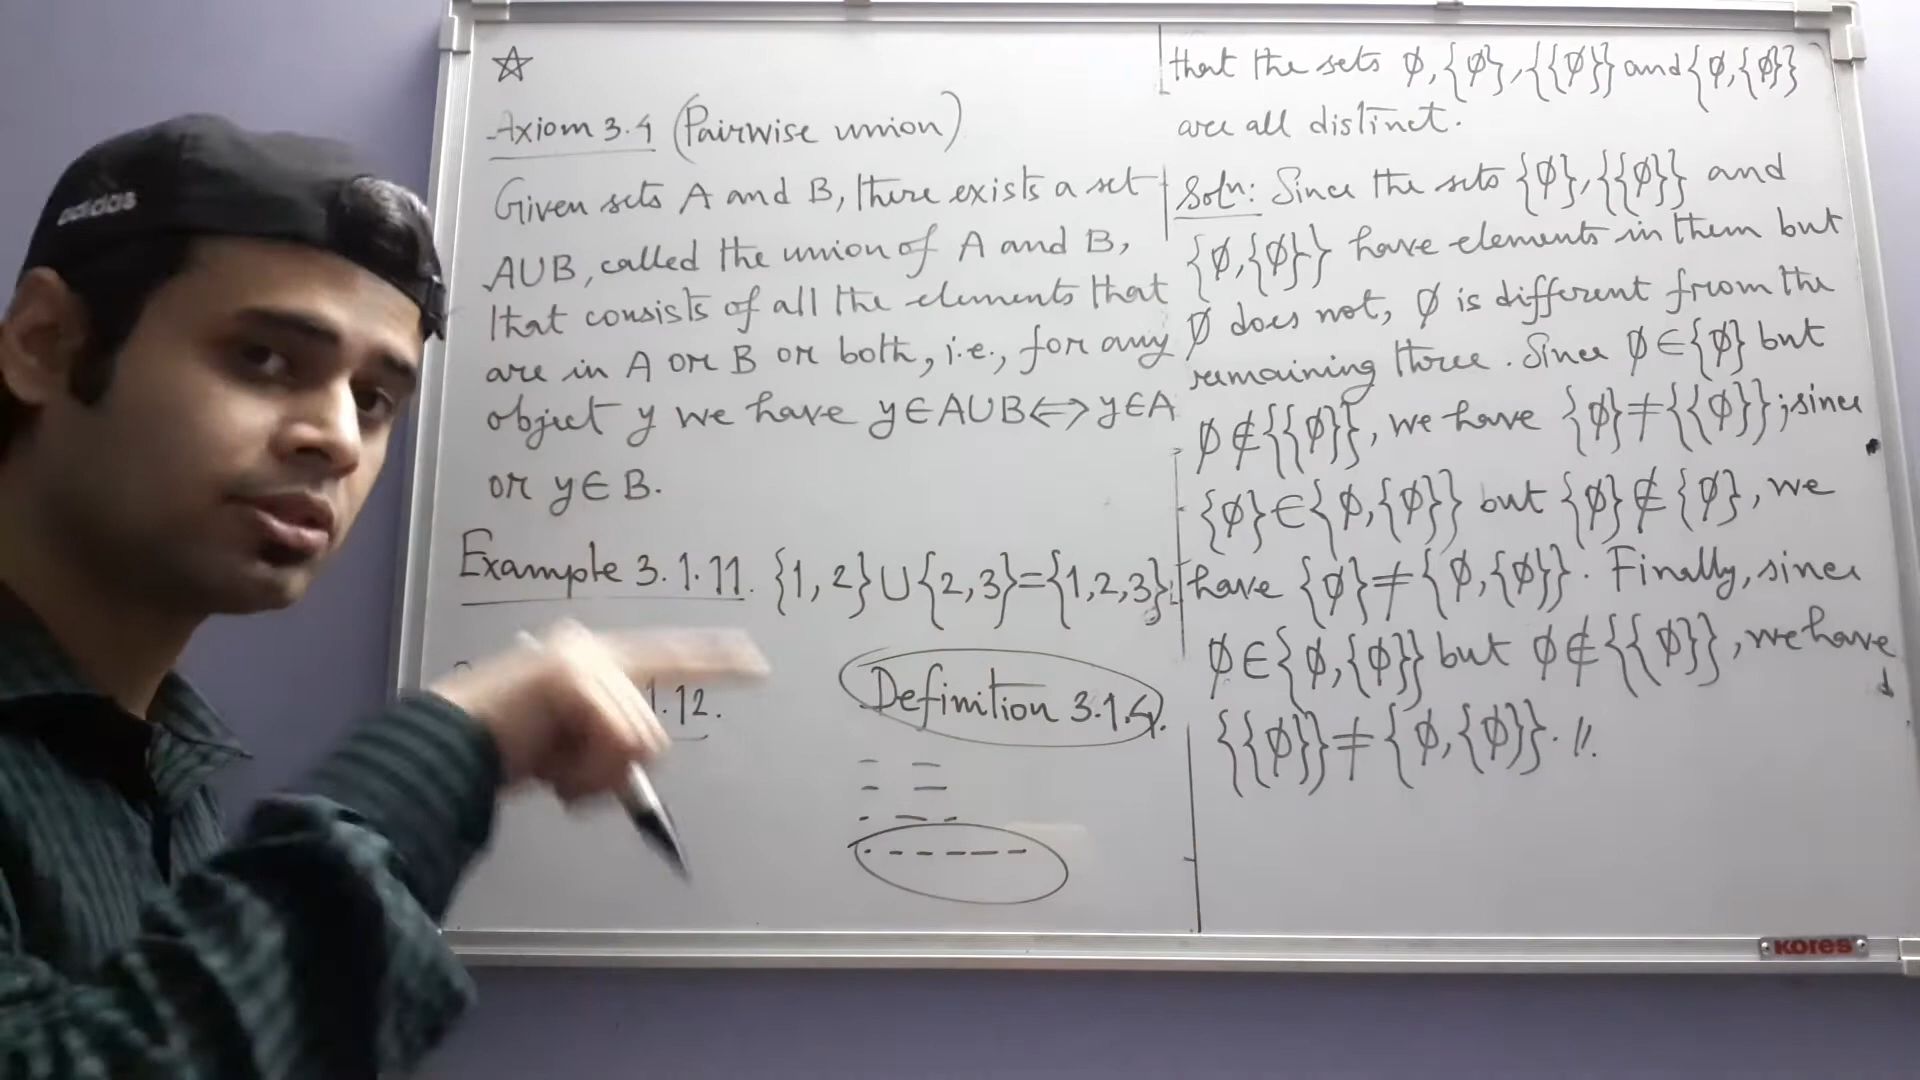 adidas
Axiom 3.4 (Pairwise union)
Given sets A and B, there exists a set
A∪B, called the union of A and B,
that consists of all the elements that
are in A or B or both, i.e., for any
object y we have y∈A∪B⇔y∈A
or y∈B.
Example 3.1.11. {1,2}∪{2,3}={1,2,3}.
1.12.
Definition 3.1.4.
that the sets ∅,{∅},{{∅}} and {∅,{∅}}
are all distinct.
Soln: Since the sets {∅},{{∅}} and
{∅,{∅}} have elements in them but
∅ does not, ∅ is different from the
remaining three. Since ∅∈{∅} but
∅∉{{∅}}, we have {∅}≠{{∅}}; since
{∅}∈{∅,{∅}} but {∅}∉{∅}, we
have {∅}≠{∅,{∅}}. Finally, since
∅∈{∅,{∅}} but ∅∉{{∅}}, we have
{{∅}}≠{∅,{∅}}. //.
KORES